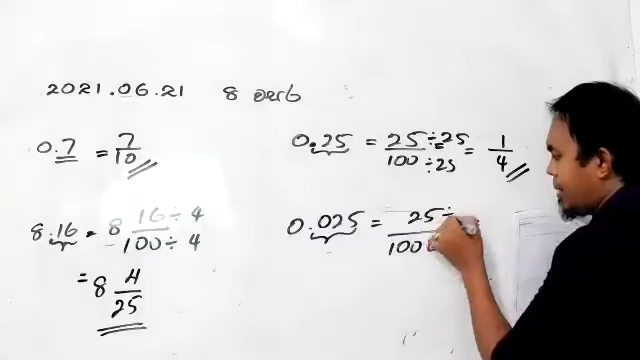 2021.06.21
0.7 = 7/10
8.16 = 8 16÷4/100÷4
= 8 4/25
0.25 = 25÷25/100÷25 = 1/4
0.025 = 25÷/100